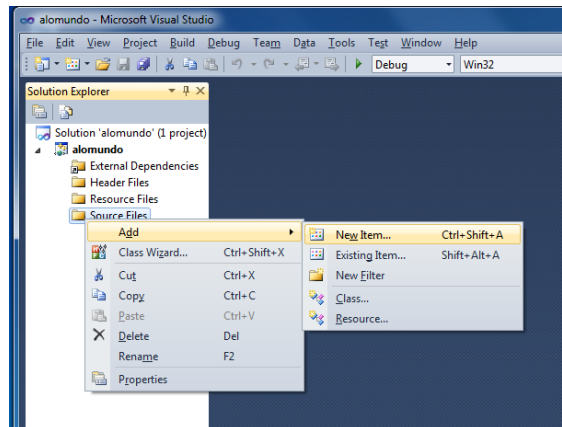 alomundo - Microsoft Visual Studio
File Edit View Project Build Debug Team Data Tools Test Window Help
Debug Win32
Solution Explorer
Solution 'alomundo' (1 project)
alomundo
External Dependencies
Header Files
Resource Files
Source Files
Add
Class Wizard... Ctrl+Shift+X
Cut Ctrl+X
Copy Ctrl+C
Paste Ctrl+V
Delete Del
Rename F2
Properties
New Item... Ctrl+Shift+A
Existing Item... Shift+Alt+A
New Filter
Class...
Resource...